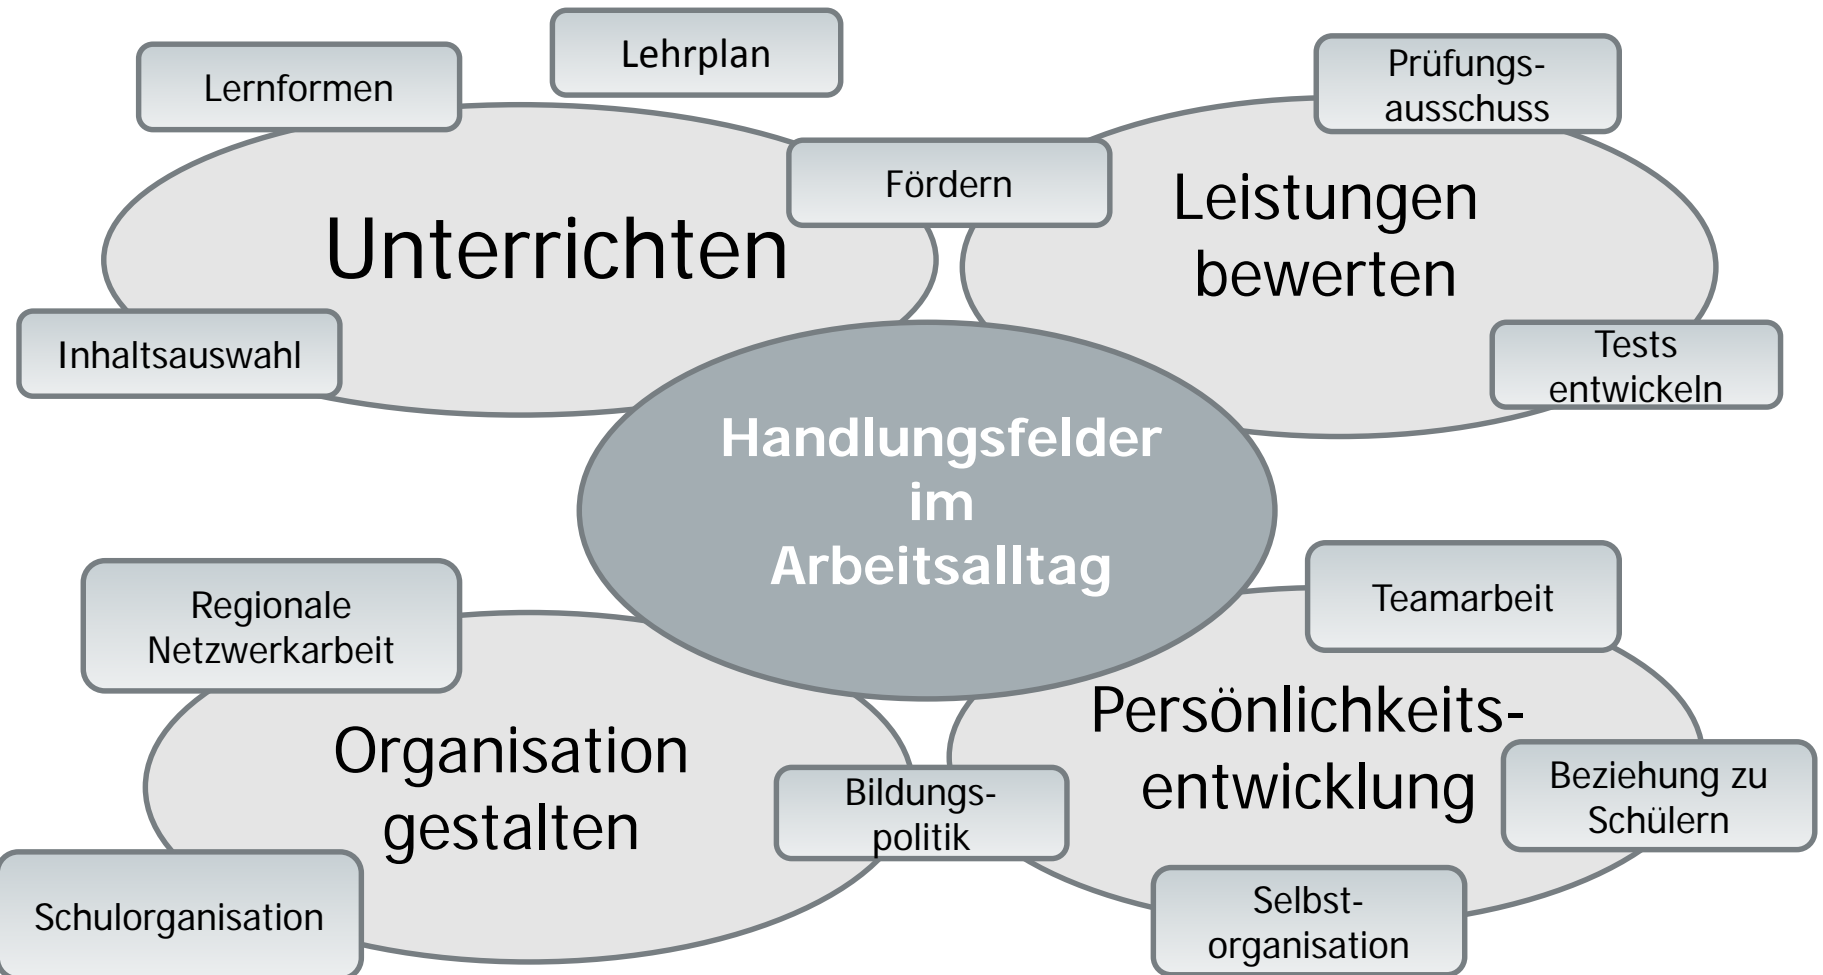 Lehrplan
Lernformen
Prüfungs-
ausschuss
Fördern
Unterrichten
Leistungen
bewerten
Inhaltsauswahl
Tests
entwickeln
Handlungsfelder
im
Arbeitsalltag
Regionale
Netzwerkarbeit
Teamarbeit
Organisation
gestalten
Persönlichkeits-
entwicklung
Bildungs-
politik
Beziehung zu
Schülern
Schulorganisation
Selbst-
organisation